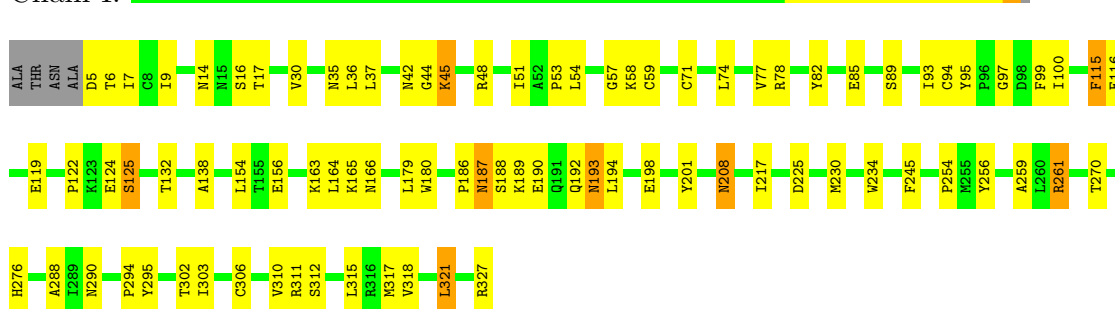 ALA THR ASN ALA D5 T6 I7 C8 I9 N14 N15 S16 T17 V30 N35 L36 L37 N42 G44 K45 R48 I51 A52 P53 L54 G57 K58 C59 C71 L74 V77 R78 Y82 E85 S89 I93 C94 Y95 P96 G97 D98 F99 I100 F115
E119 P122 K123 E124 S125 T132 A138 L154 T155 E156 K163 L164 K165 N166 L179 W180 P186 N187 S188 K189 E190 Q191 Q192 N193 L194 E198 Y201 N208 I217 D225 M230 W234 F245 P254 M255 Y256 A259 L260 R261 T270
H276 A288 I289 N290 P294 Y295 T302 I303 C306 V310 R311 S312 L315 R316 M317 V318 L321 R327